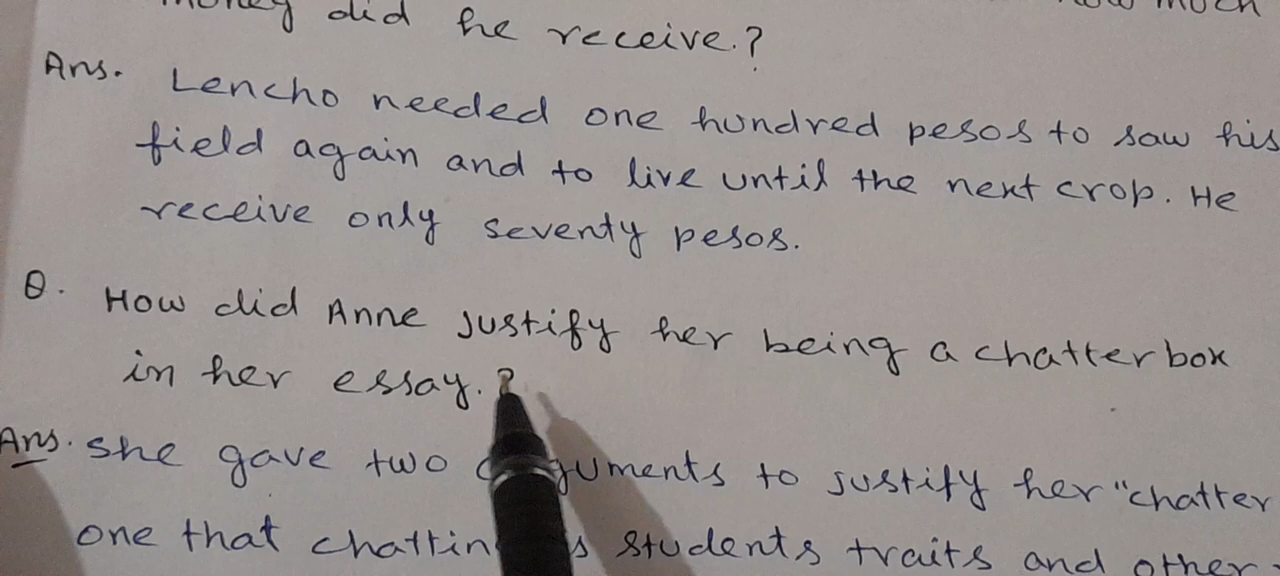 money did he receive.? much
Ans. Lencho needed one hundred pesos to saw his
field again and to live until the next crop. He
receive only seventy pesos.
Q. How did Anne justify her being a chatterbox
in her essay.?
Ans. She gave two to justify her "chatter
one that students traits and other